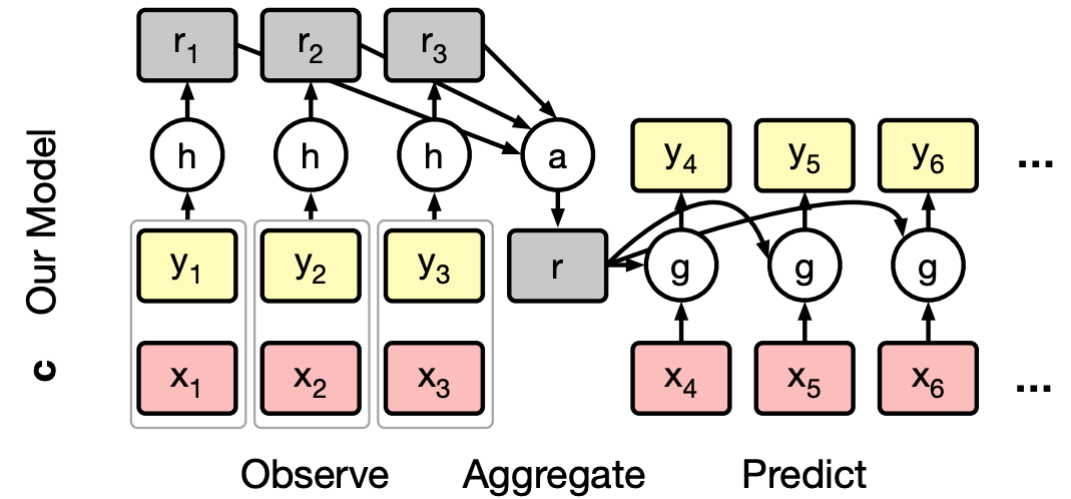 r1 r2 r3
h h h a y4 y5 y6 ...
y1 y2 y3 r g g g
x1 x2 x3 x4 x5 x6 ...
Observe Aggregate Predict
c Our Model